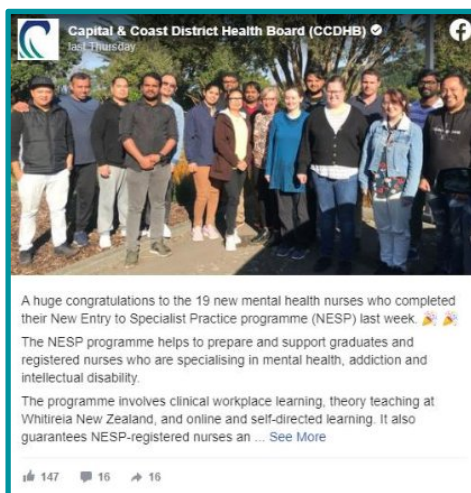 Capital & Coast District Health Board (CCDHB)
last Thursday
A huge congratulations to the 19 new mental health nurses who completed
their New Entry to Specialist Practice programme (NESP) last week. 🎉 🎉
The NESP programme helps to prepare and support graduates and
registered nurses who are specialising in mental health, addiction and
intellectual disability.
The programme involves clinical workplace learning, theory teaching at
Whitireia New Zealand, and online and self-directed learning. It also
guarantees NESP-registered nurses an ... See More
147 16 16